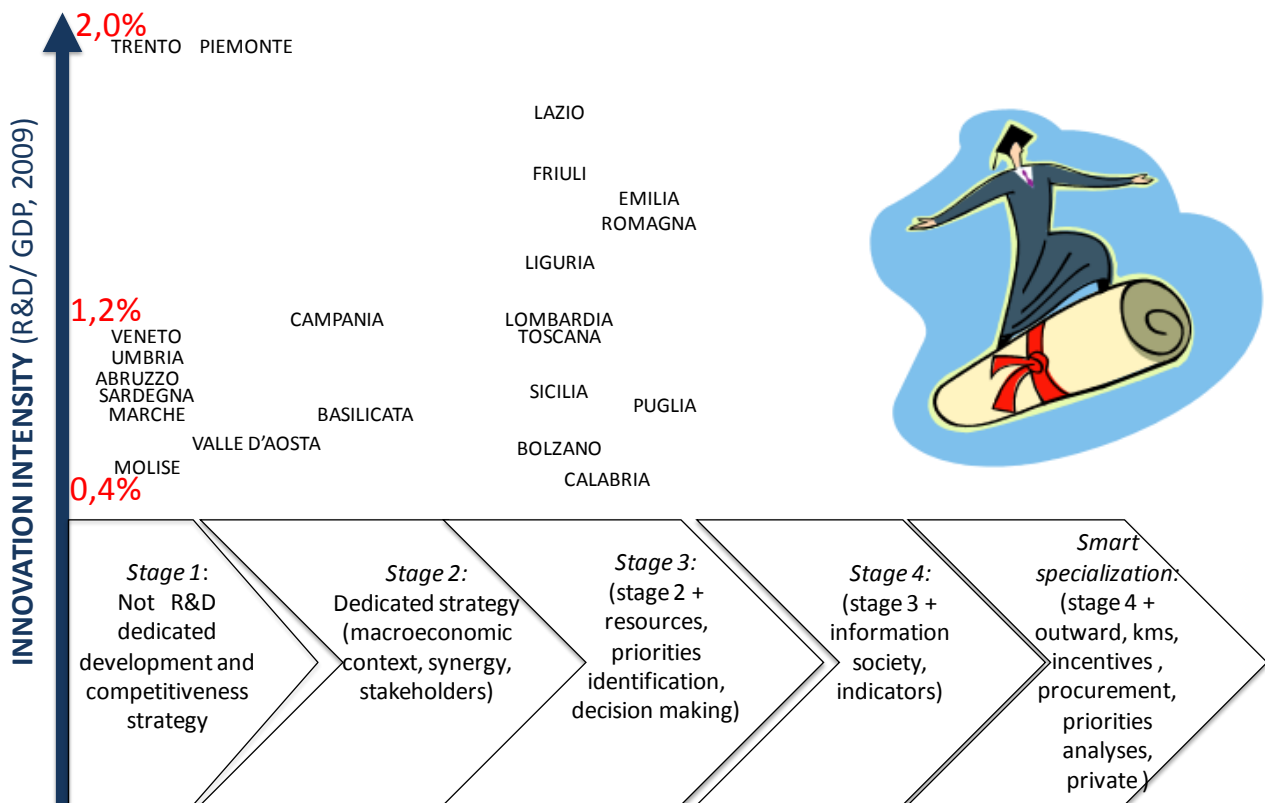 2,0%
TRENTO PIEMONTE
LAZIO
FRIULI
EMILIA
ROMAGNA
LIGURIA
1,2%
CAMPANIA
LOMBARDIA
VENETO
TOSCANA
UMBRIA
ABRUZZO
SARDEGNA
SICILIA
MARCHE
BASILICATA
PUGLIA
VALLE D'AOSTA
BOLZANO
MOLISE
CALABRIA
0,4%
INNOVATION INTENSITY (R&D/ GDP, 2009)
Stage 1:
Not R&D
dedicated
development and
competitiveness
strategy
Stage 2:
Dedicated strategy
(macroeconomic
context, synergy,
stakeholders)
Stage 3:
(stage 2 +
resources,
priorities
identification,
decision making)
Stage 4:
(stage 3 +
information
society,
indicators)
Smart
specialization:
(stage 4 +
outward, kms,
incentives ,
procurement,
priorities
analyses,
private )